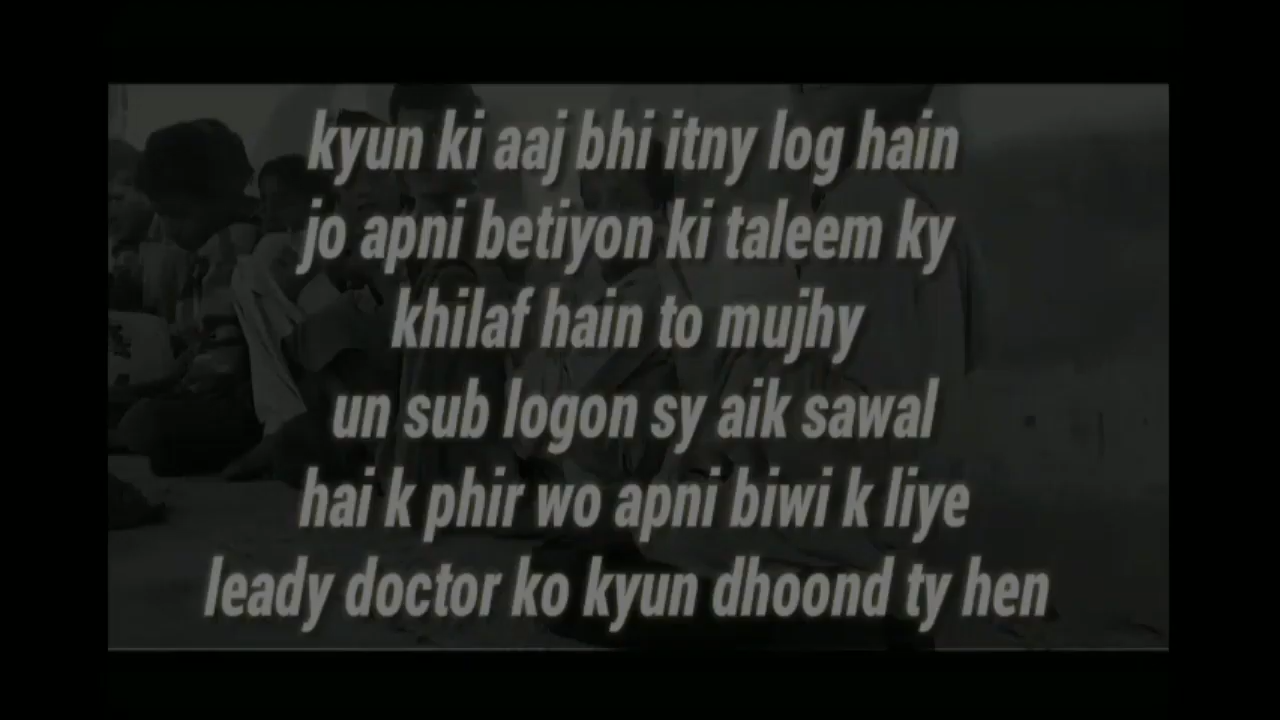 kyun ki aaj bhi itny log hain
jo apni betiyon ki taleem ky
khilaf hain to mujhy
un sub logon sy aik sawal
hai k phir wo apni biwi k liye
leady doctor ko kyun dhoond ty hen